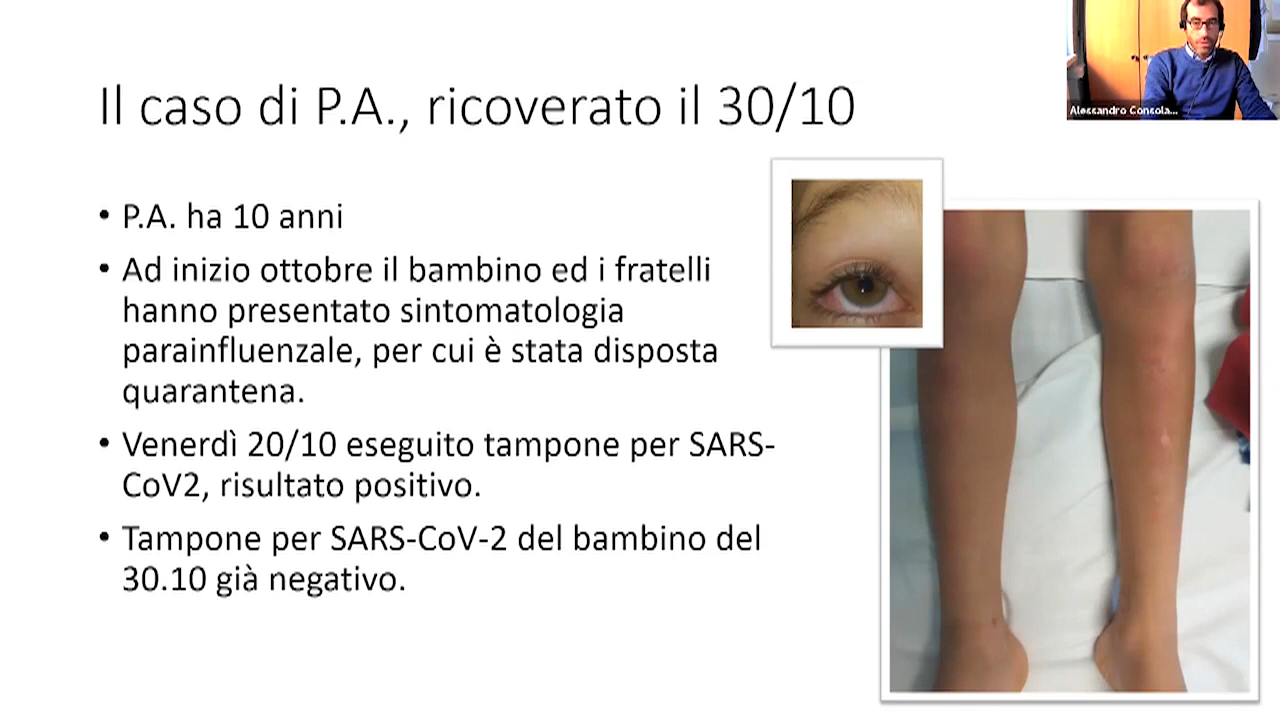 Alessandro Consola...
Il caso di P.A., ricoverato il 30/10
• P.A. ha 10 anni
• Ad inizio ottobre il bambino ed i fratelli
hanno presentato sintomatologia
parainfluenzale, per cui è stata disposta
quarantena.
• Venerdì 20/10 eseguito tampone per SARS-
CoV2, risultato positivo.
• Tampone per SARS-CoV-2 del bambino del
30.10 già negativo.